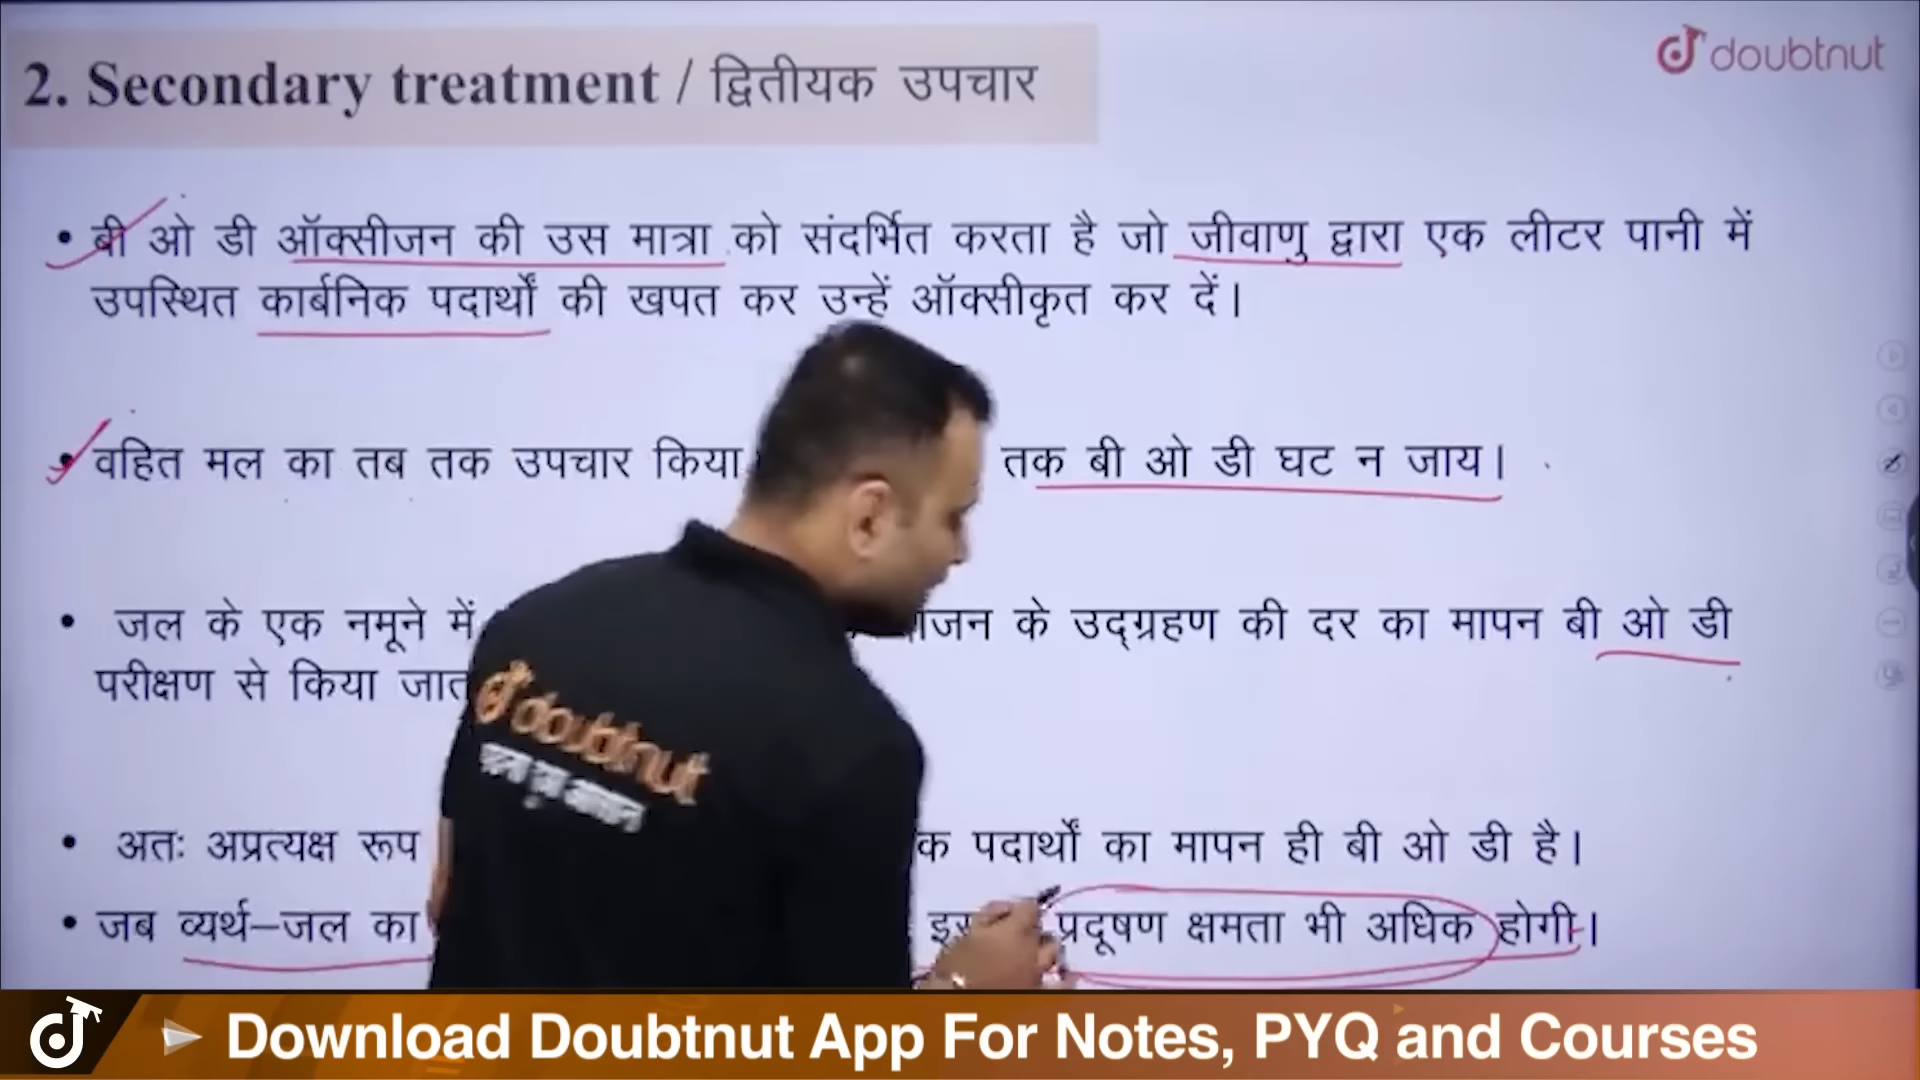 2. Secondary treatment / द्वितीयक उपचार
doubtnut
• बी ओ डी ऑक्सीजन की उस मात्रा को संदर्भित करता है जो जीवाणु द्वारा एक लीटर पानी में
उपस्थित कार्बनिक पदार्थों की खपत कर उन्हें ऑक्सीकृत कर दें।
• वहित मल का तब तक उपचार किया तक बी ओ डी घट न जाय।
• जल के एक नमूने में के उद्ग्रहण की दर का मापन बी ओ डी
परीक्षण से किया
doubtnut
• अतः अप्रत्यक्ष रूप पदार्थों का मापन ही बी ओ डी है।
• जब व्यर्थ–जल का प्रदूषण क्षमता भी अधिक होगी।
Download Doubtnut App For Notes, PYQ and Courses